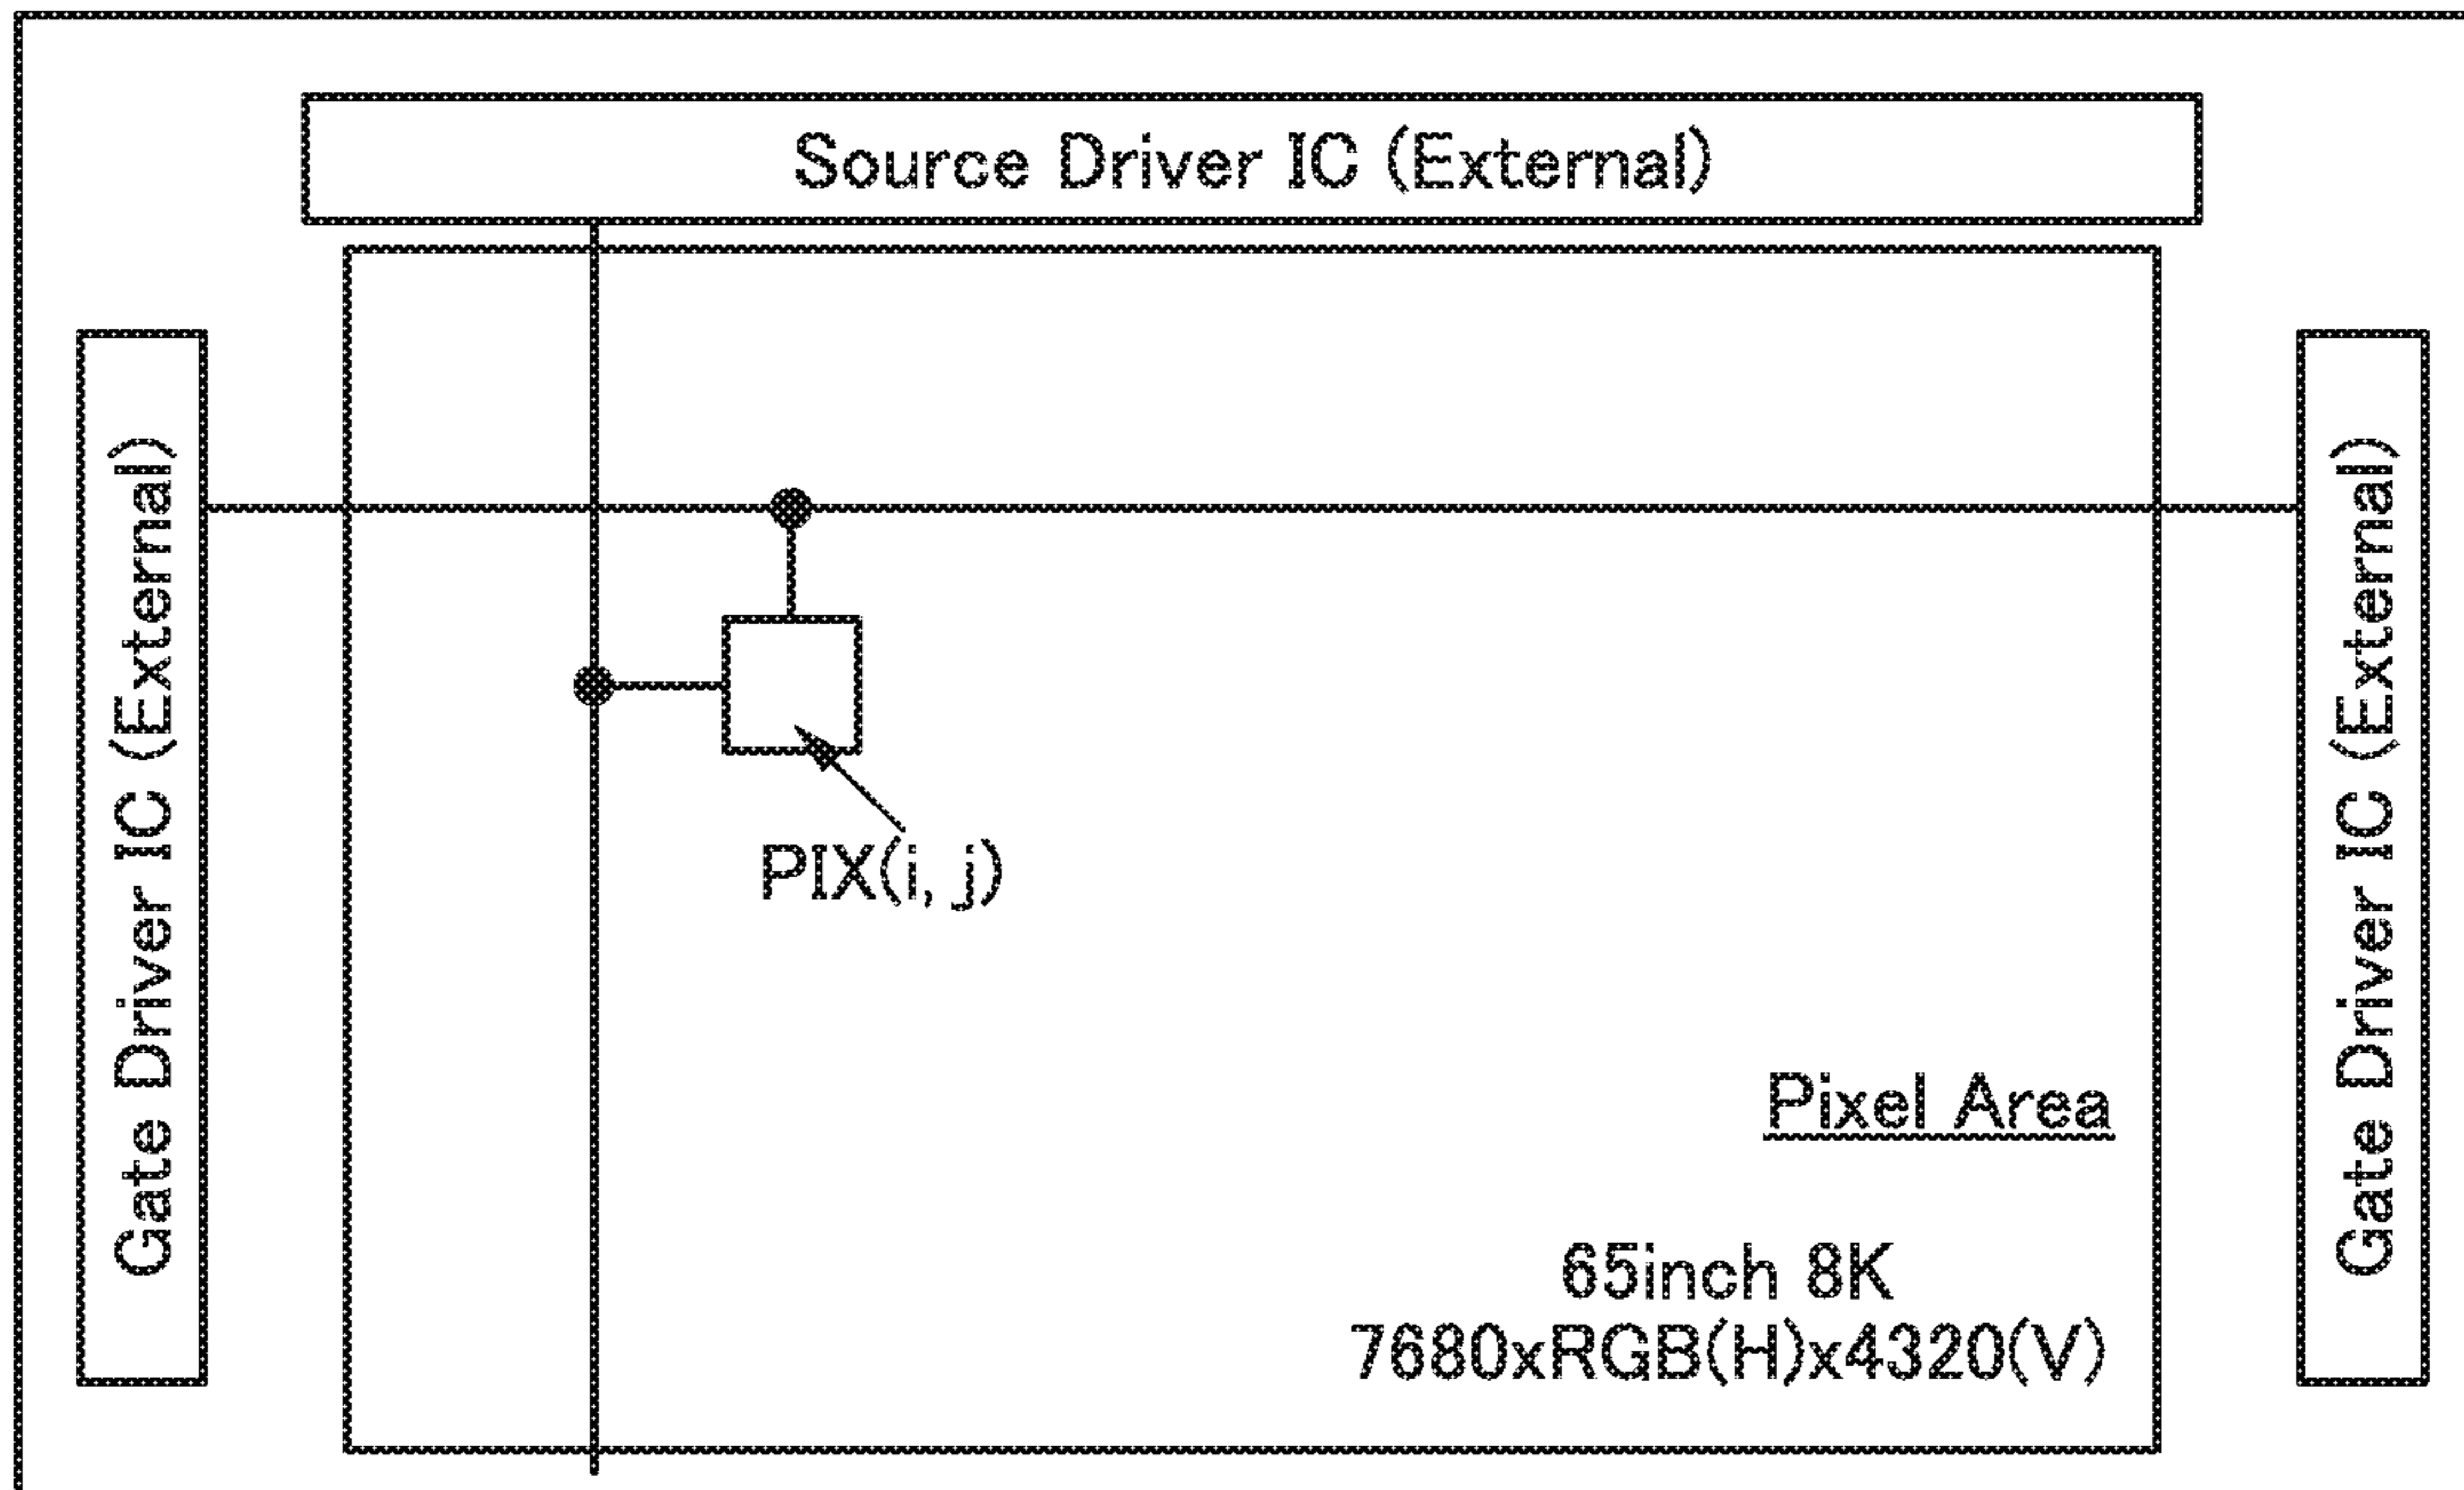 Source Driver IC (External)
Gate Driver IC (External)
Gate Driver IC (External)
PIX(i, j)
Pixel Area
65inch 8K
7680xRGB(H)x4320(V)